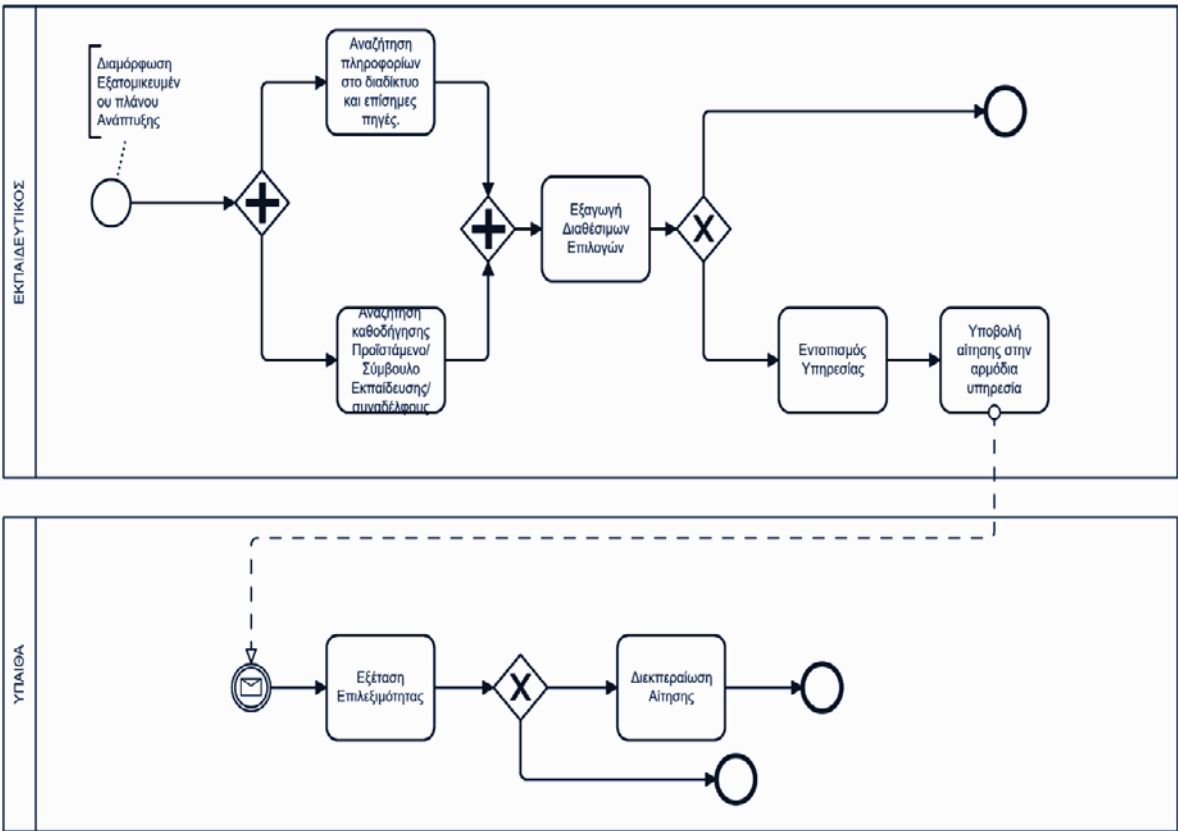 ΕΚΠΑΙΔΕΥΤΙΚΟΣ
Διαμόρφωση
Εξατομικευμέν
ου πλάνου
Ανάπτυξης
Αναζήτηση
πληροφορίων
στο διαδίκτυο
και επίσημες
πηγές.
Αναζήτηση
καθοδήγησης
Προϊστάμενο/
Σύμβουλο
Εκπαίδευσης/
συναδέλφους
Εξαγωγή
Διαθέσιμων
Επιλογών
Εντοπισμός
Υπηρεσίας
Υποβολή
αίτησης στην
αρμόδια
υπηρεσία
ΥΠΑΙΘΑ
Εξέταση
Επιλεξιμότητας
Διεκπεραίωση
Αίτησης